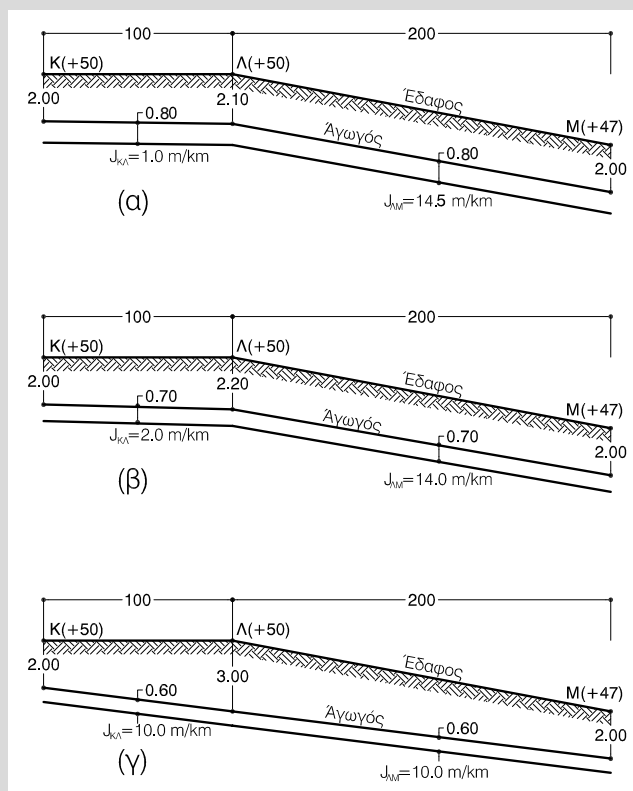 100 200
K(+50) Λ(+50)
Έδαφος
M(+47)
2.00 0.80 2.10
Άγωγός
0.80
J_ΚΛ=1.0 m/km
2.00
(α) J_ΛΜ=14.5 m/km
100 200
K(+50) Λ(+50)
Έδαφος
M(+47)
2.00 2.20
0.70 Άγωγός
0.70
J_ΚΛ=2.0 m/km
2.00
(β) J_ΛΜ=14.0 m/km
100 200
K(+50) Λ(+50)
Έδαφος
M(+47)
2.00 3.00
0.60 Άγωγός
0.60
J_ΚΛ=10.0 m/km
2.00
(γ) J_ΛΜ=10.0 m/km